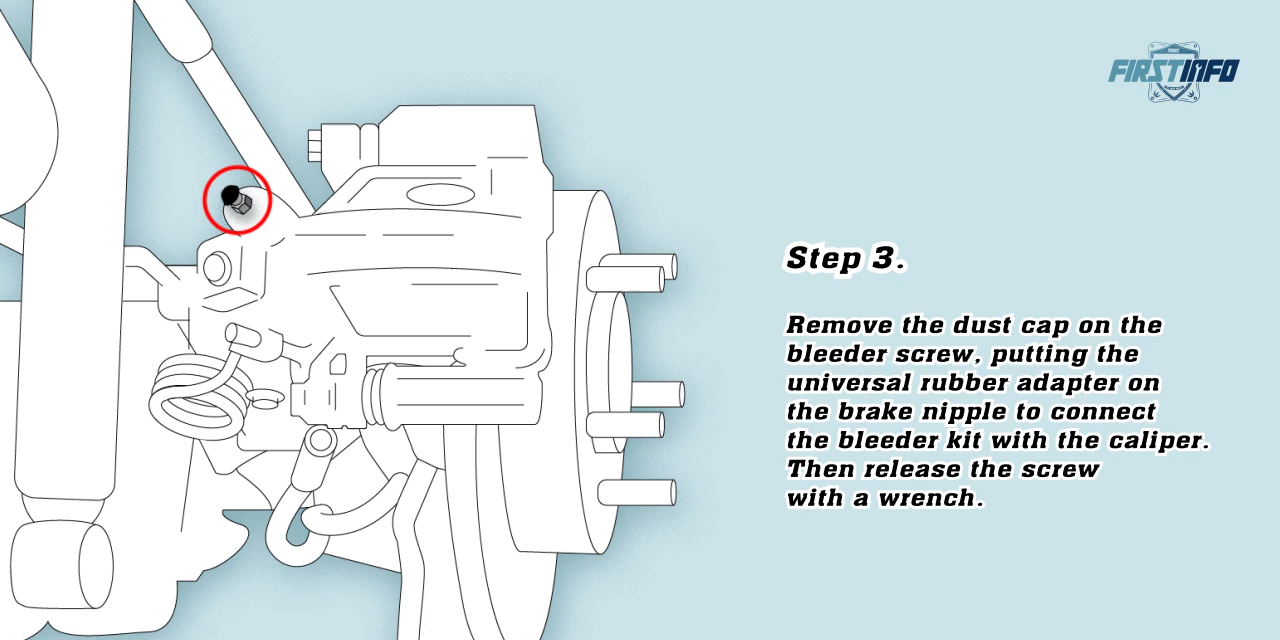 FIRSTINFO
Step 3.
Remove the dust cap on the
bleeder screw, putting the
universal rubber adapter on
the brake nipple to connect
the bleeder kit with the caliper.
Then release the screw
with a wrench.